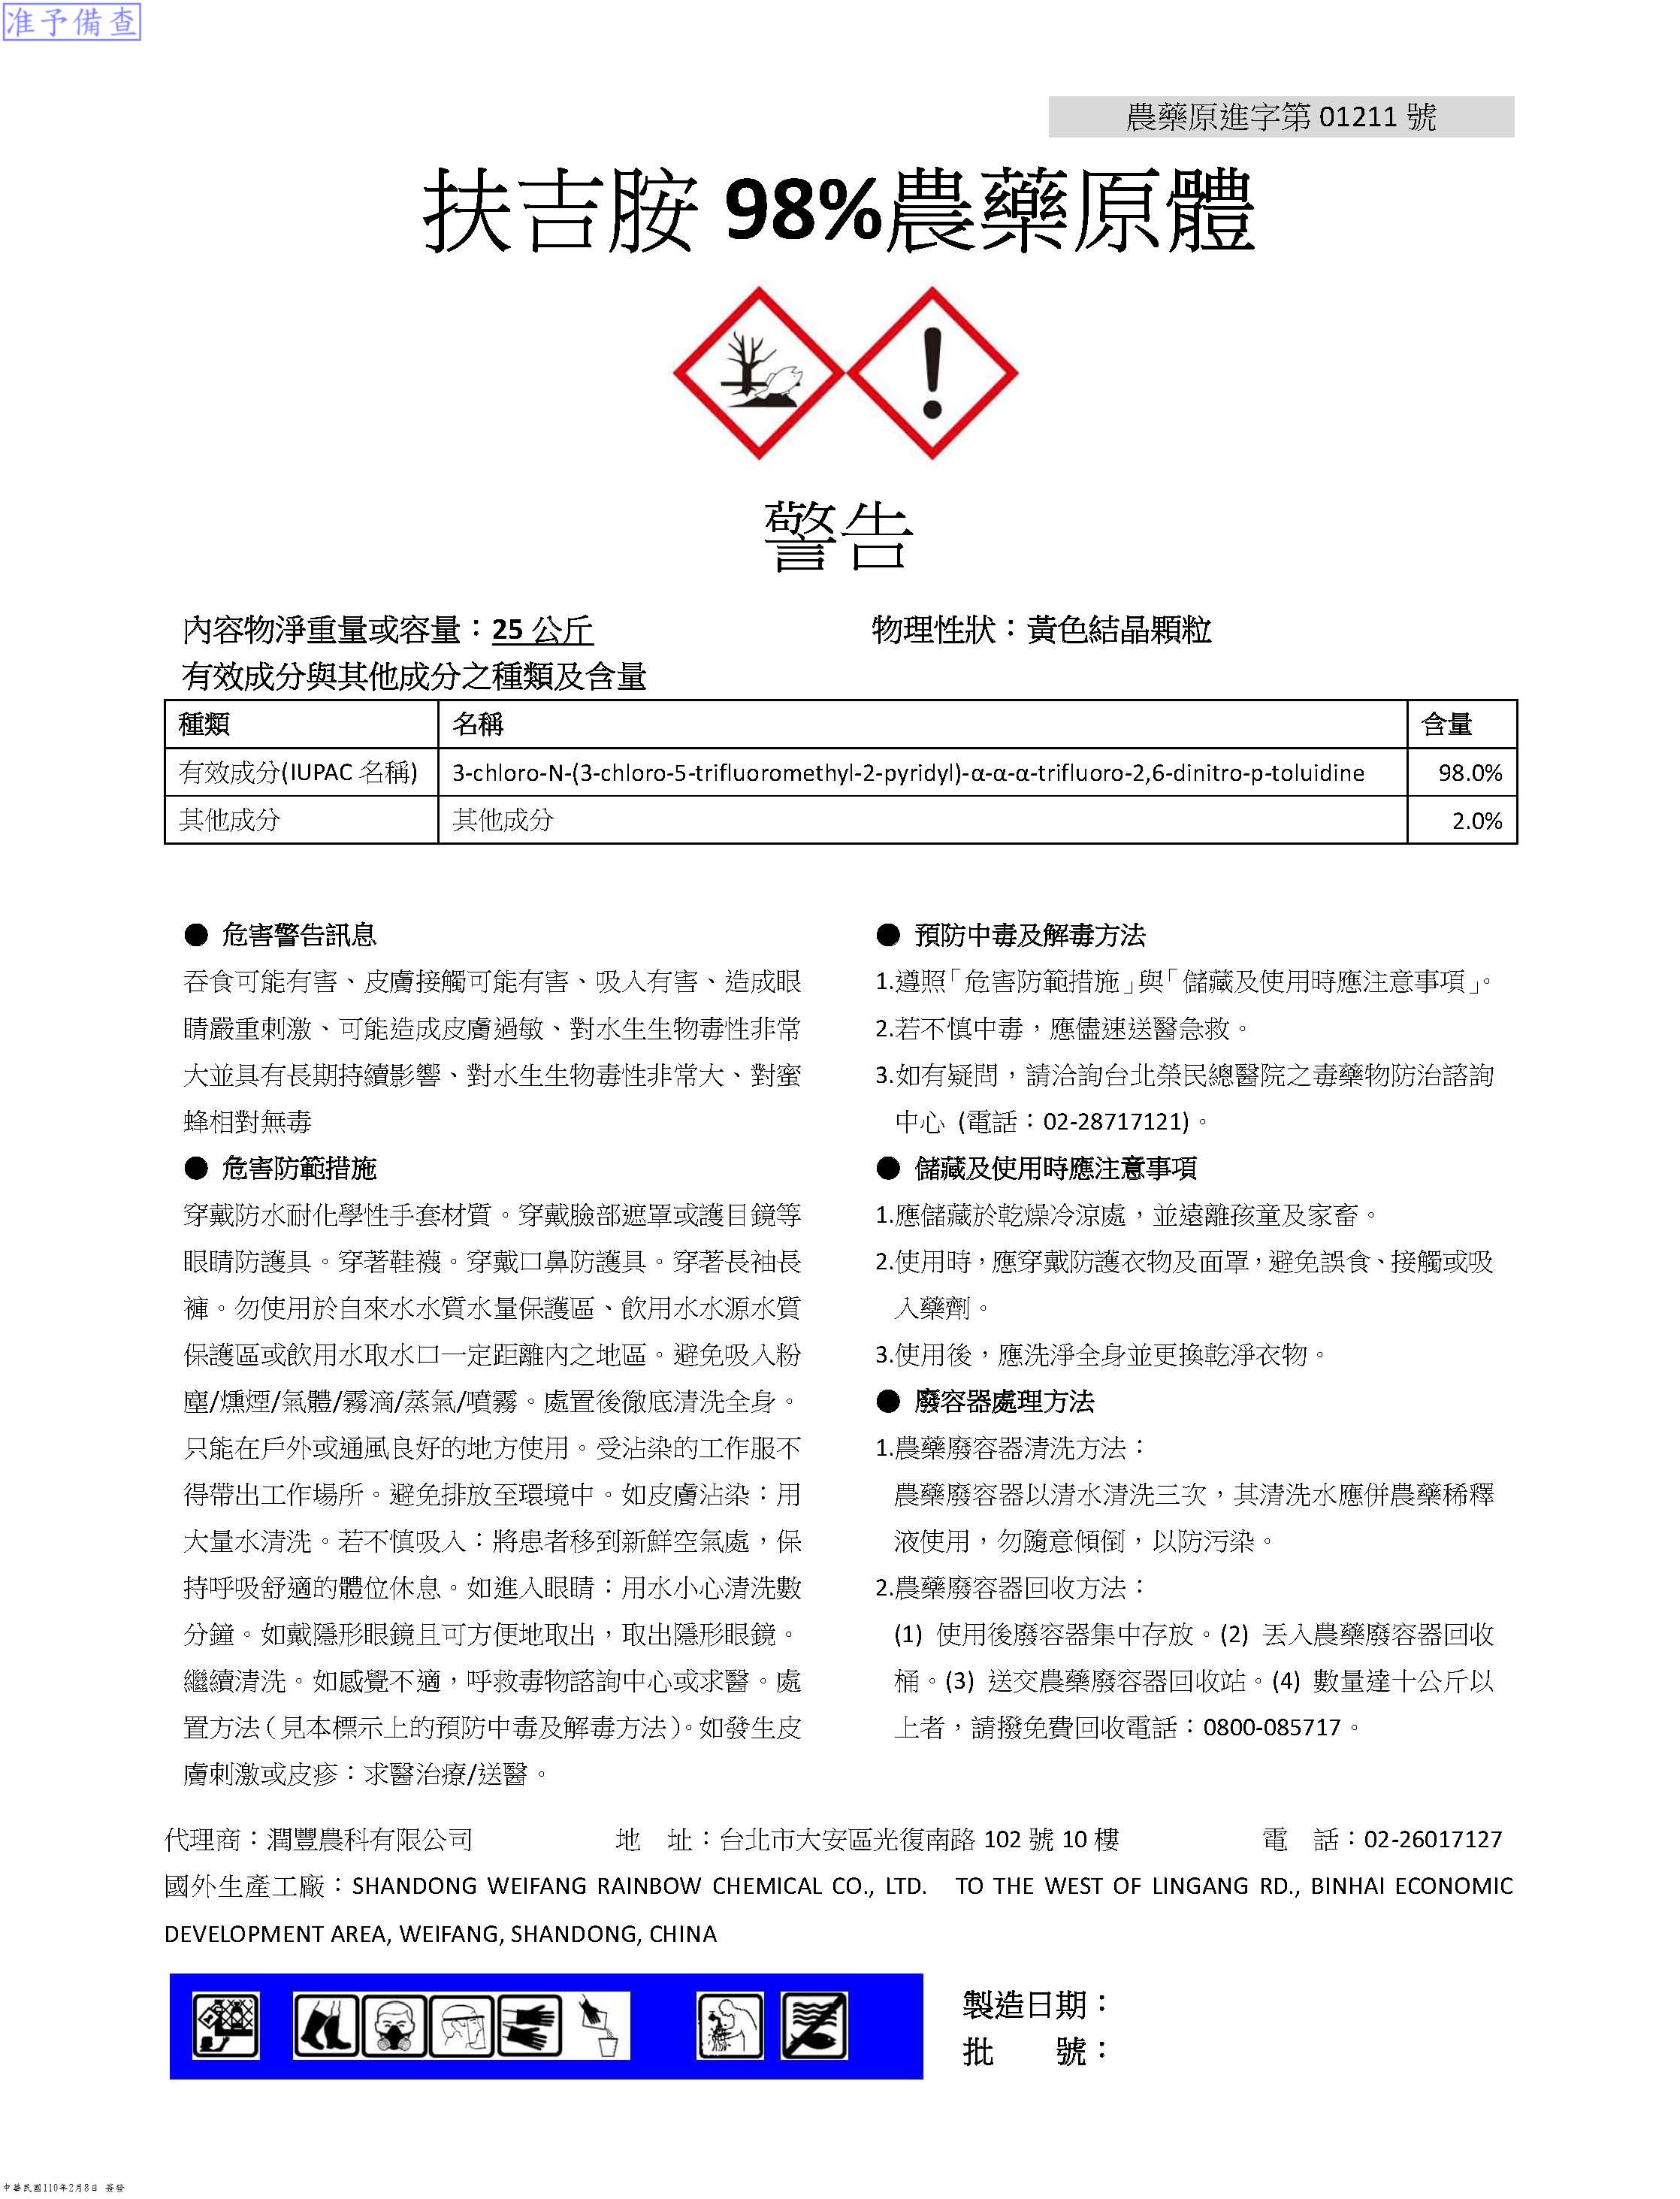 准予備查
農藥原進字第 01211 號
扶吉胺 98%農藥原體
警告
內容物淨重量或容量：25 公斤　物理性狀：黃色結晶顆粒
有效成分與其他成分之種類及含量
種類　名稱　含量
有效成分(IUPAC 名稱)　3-chloro-N-(3-chloro-5-trifluoromethyl-2-pyridyl)-α-α-α-trifluoro-2,6-dinitro-p-toluidine　98.0%
其他成分　其他成分　2.0%
● 危害警告訊息
吞食可能有害、皮膚接觸可能有害、吸入有害、造成眼
睛嚴重刺激、可能造成皮膚過敏、對水生生物毒性非常
大並具有長期持續影響、對水生生物毒性非常大、對蜜
蜂相對無毒
● 危害防範措施
穿戴防水耐化學性手套材質。穿戴臉部遮罩或護目鏡等
眼睛防護具。穿著鞋襪。穿戴口鼻防護具。穿著長袖長
褲。勿使用於自來水水質水量保護區、飲用水水源水質
保護區或飲用水取水口一定距離內之地區。避免吸入粉
塵/燻煙/氣體/霧滴/蒸氣/噴霧。處置後徹底清洗全身。
只能在戶外或通風良好的地方使用。受沾染的工作服不
得帶出工作場所。避免排放至環境中。如皮膚沾染：用
大量水清洗。若不慎吸入：將患者移到新鮮空氣處，保
持呼吸舒適的體位休息。如進入眼睛：用水小心清洗數
分鐘。如戴隱形眼鏡且可方便地取出，取出隱形眼鏡。
繼續清洗。如感覺不適，呼救毒物諮詢中心或求醫。處
置方法（見本標示上的預防中毒及解毒方法）。如發生皮
膚刺激或皮疹：求醫治療/送醫。
● 預防中毒及解毒方法
1.遵照「危害防範措施」與「儲藏及使用時應注意事項」。
2.若不慎中毒，應儘速送醫急救。
3.如有疑問，請洽詢台北榮民總醫院之毒藥物防治諮詢
中心 (電話：02-28717121)。
● 儲藏及使用時應注意事項
1.應儲藏於乾燥冷涼處，並遠離孩童及家畜。
2.使用時，應穿戴防護衣物及面罩，避免誤食、接觸或吸
入藥劑。
3.使用後，應洗淨全身並更換乾淨衣物。
● 廢容器處理方法
1.農藥廢容器清洗方法：
農藥廢容器以清水清洗三次，其清洗水應併農藥稀釋
液使用，勿隨意傾倒，以防污染。
2.農藥廢容器回收方法：
(1) 使用後廢容器集中存放。(2) 丟入農藥廢容器回收
桶。(3) 送交農藥廢容器回收站。(4) 數量達十公斤以
上者，請撥免費回收電話：0800-085717。
代理商：潤豐農科有限公司　地　址：台北市大安區光復南路 102 號 10 樓　電　話：02-26017127
國外生產工廠：SHANDONG WEIFANG RAINBOW CHEMICAL CO., LTD.　TO THE WEST OF LINGANG RD., BINHAI ECONOMIC
DEVELOPMENT AREA, WEIFANG, SHANDONG, CHINA
製造日期：
批　　號：
中華民國110年2月8日 簽發